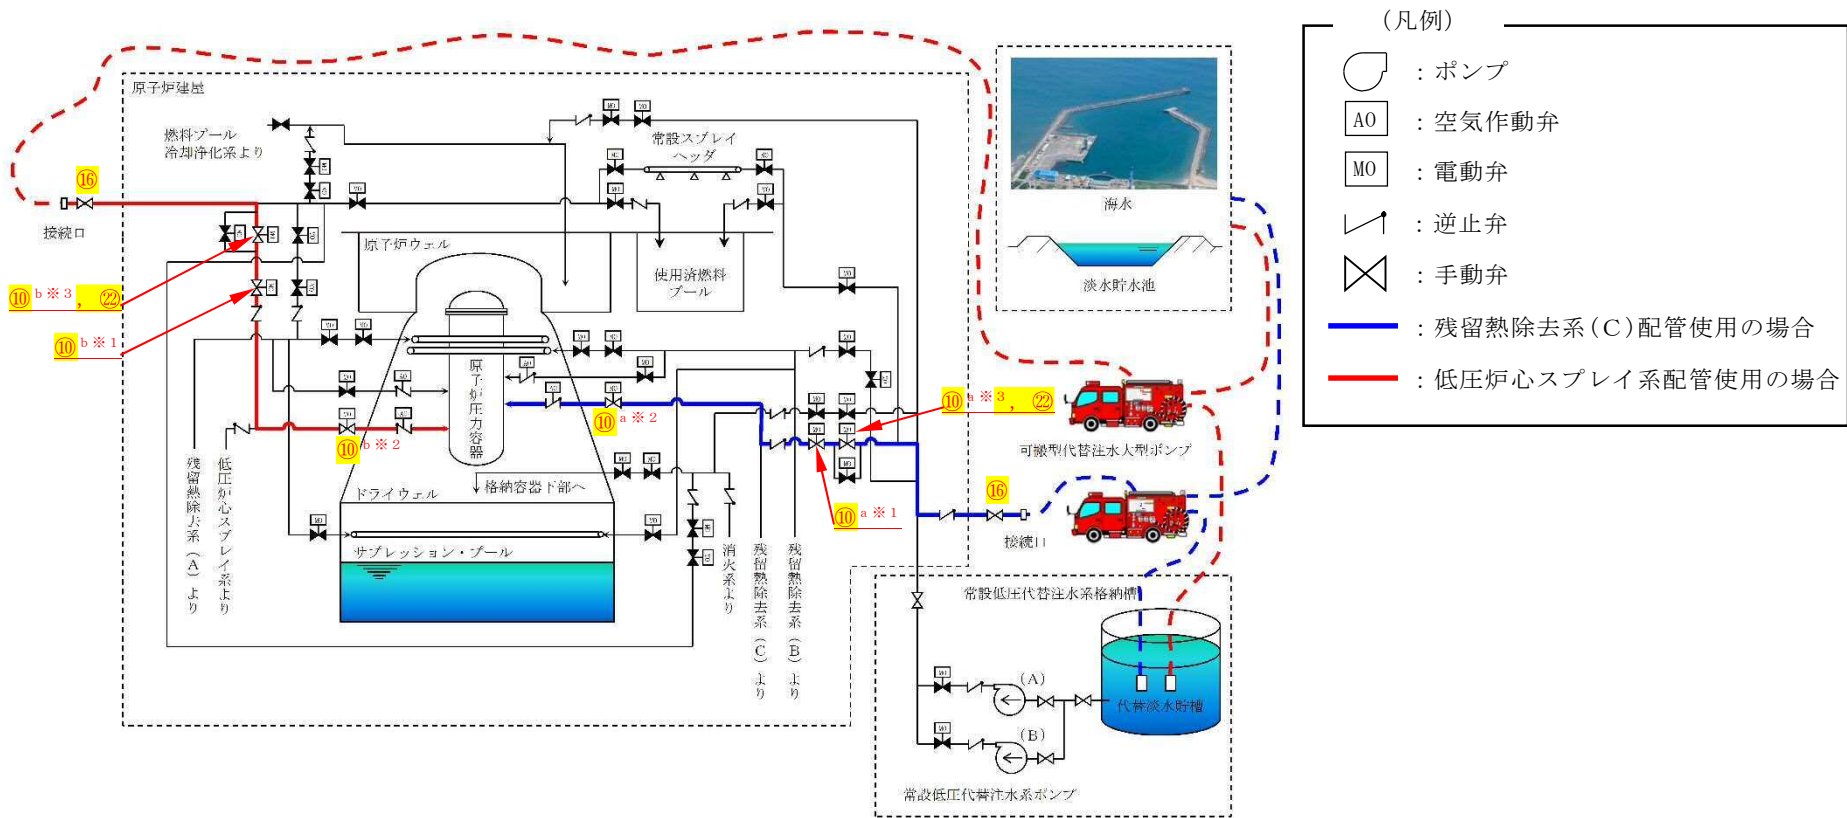 (凡例)
：ポンプ
AO ：空気作動弁
MO ：電動弁
：逆止弁
：手動弁
：残留熱除去系(C)配管使用の場合
：低圧炉心スプレイ系配管使用の場合
原子炉建屋
燃料プール
冷却浄化系より
常設スプレイ
ヘッダ
⑯
接続口
原子炉ウェル
使用済燃料
プール
⑩ｂ※３，㉒
⑩ｂ※１
⑩ｂ※２
原子炉圧力容器
⑩ａ※２
⑩ａ※３，㉒
⑩ａ※１
格納容器下部へ
ドライウェル
サプレッション・プール
残留熱除去系(A)より
低圧炉心スプレイ系より
消火系より
残留熱除去系(C)より
残留熱除去系(B)より
海水
淡水貯水池
可搬型代替注水大型ポンプ
⑯
接続口
常設低圧代替注水系格納槽
(A)
(B)
代替淡水貯槽
常設低圧代替注水系ポンプ